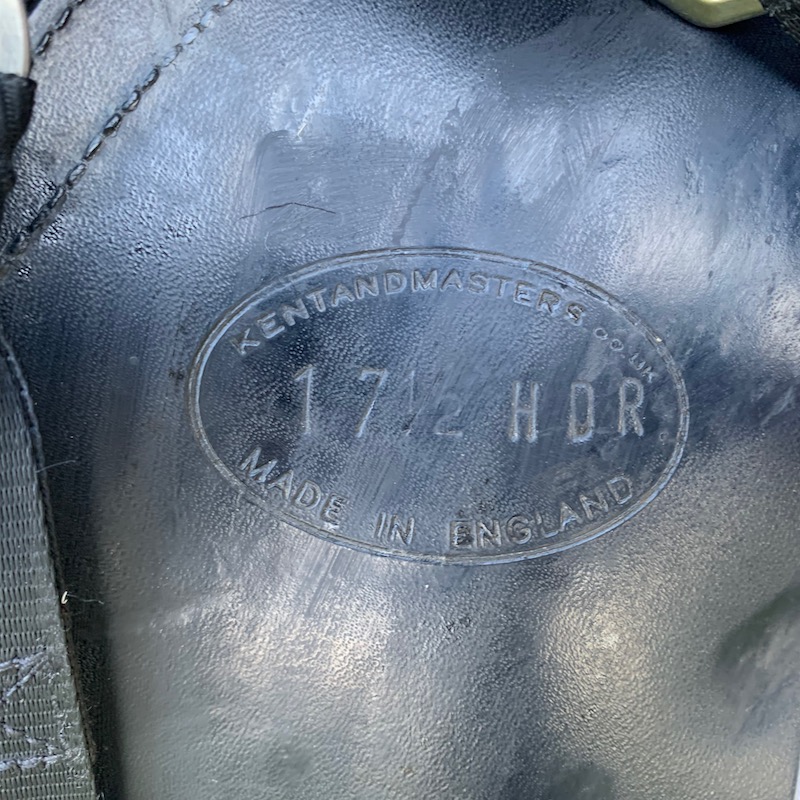 KENTANDMASTERS.CO.UK
17½ HDR
MADE IN ENGLAND